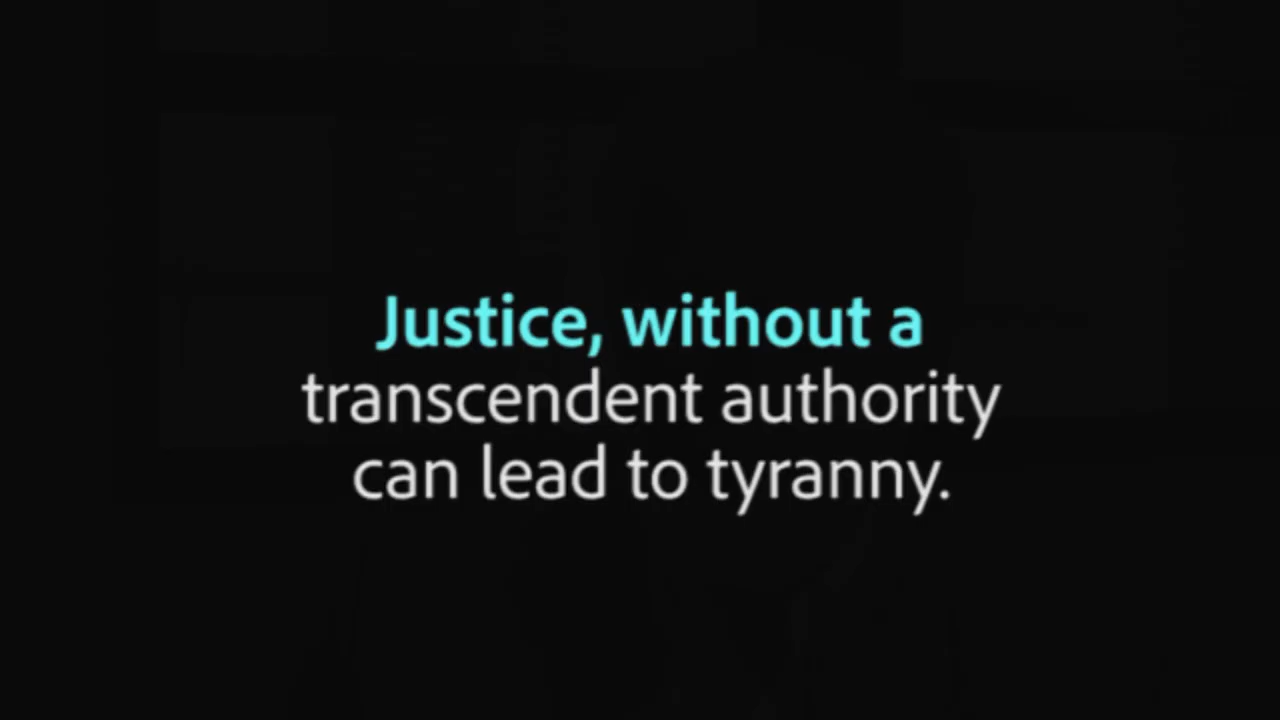 Justice, without a
transcendent authority
can lead to tyranny.